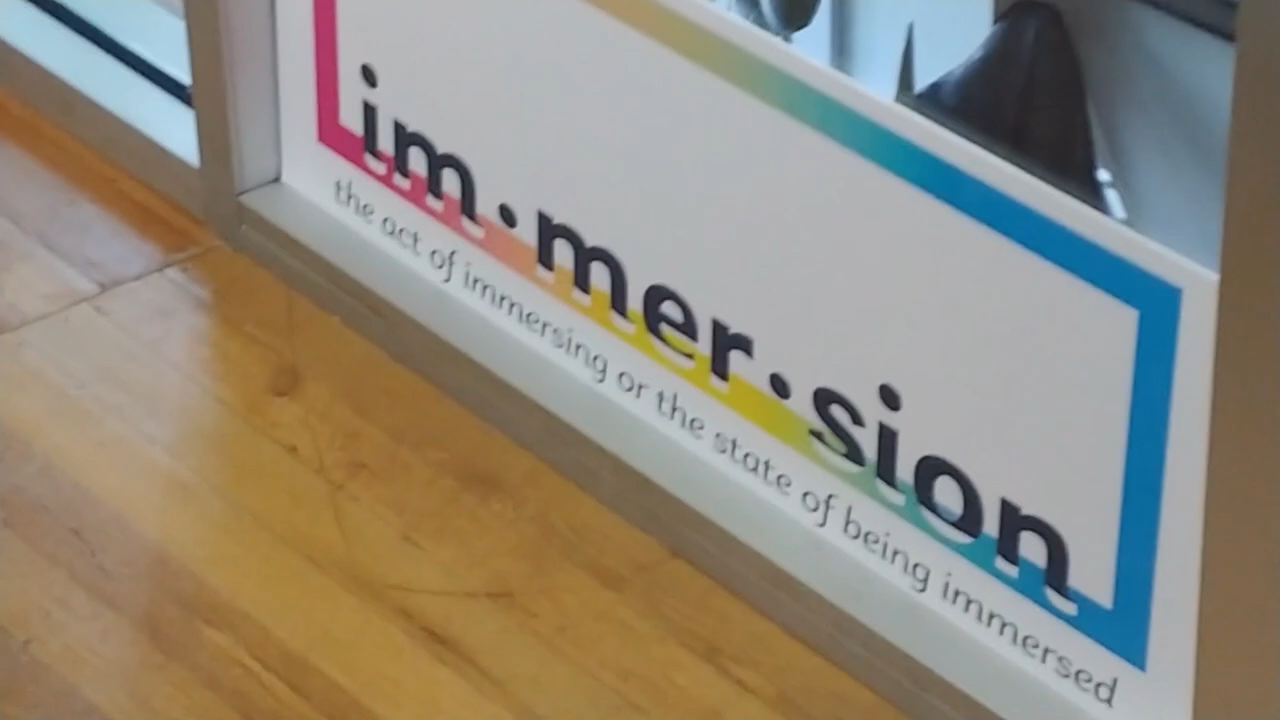 im•mer•sion
the act of immersing or the state of being immersed